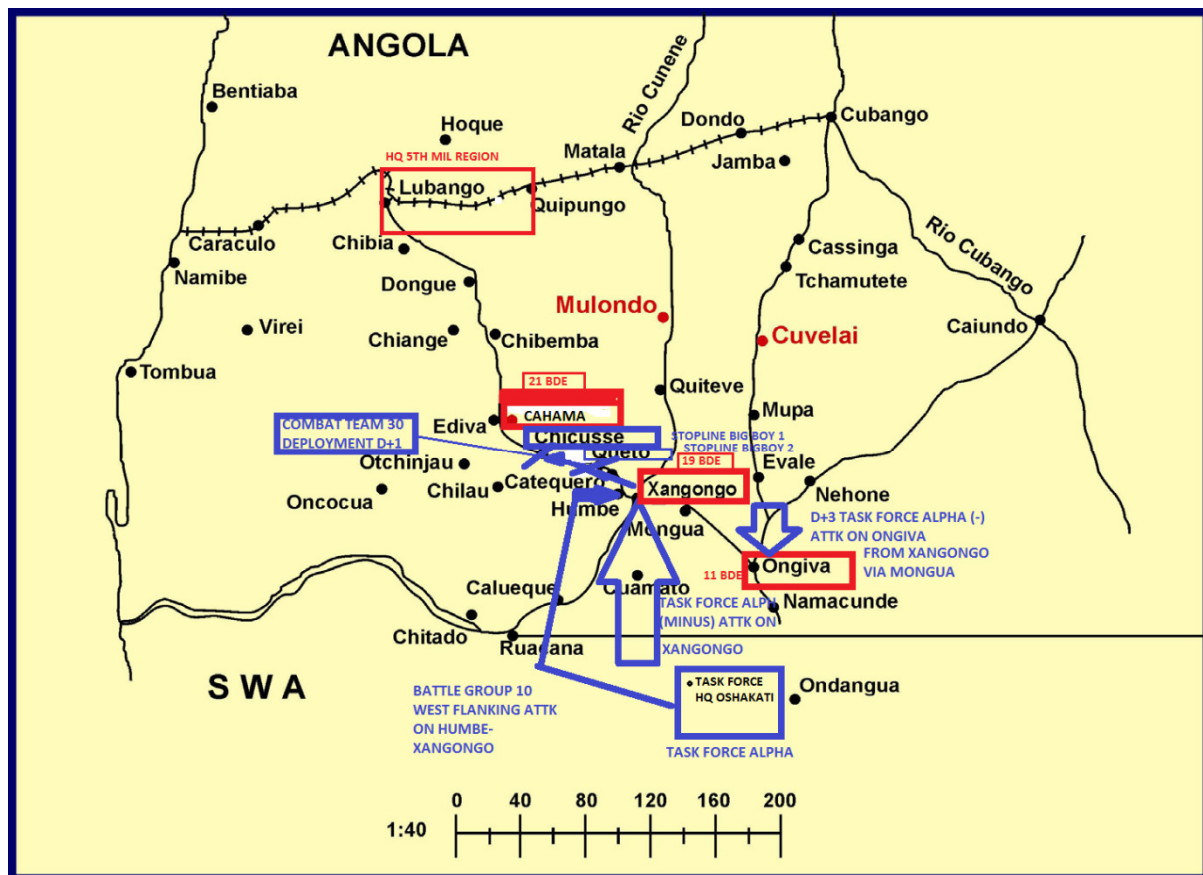 ANGOLA
Bentiaba
Hoque
HQ 5TH MIL REGION
Rio Cunene
Dondo
Cubango
Matala
Jamba
Lubango
Quipungo
Caraculo
Chibia
Cassinga
Rio Cubango
Namibe
Tchamutete
Dongue
Mulondo
Virei
Chiange
Chibemba
Cuvelai
Caiundo
Tombua
21 BDE
Quiteve
CAHAMA
Mupa
COMBAT TEAM 30
DEPLOYMENT D+1
Ediva
Chicusse
STOPLINE BIG BOY 1
STOPLINE BIGBOY 2
Queto
19 BDE
Otchinjau
Evale
Catequero
Xangongo
Nehone
Oncocua
Chilau
Humbe
Mongua
D+3 TASK FORCE ALPHA (-)
ATTK ON ONGIVA
FROM XANGONGO
VIA MONGUA
11 BDE
Ongiva
Cuamato
Calueque
TASK FORCE ALPH
(MINUS) ATTK ON
XANGONGO
Namacunde
Chitado
Ruacana
S W A
TASK FORCE
HQ OSHAKATI
Ondangua
BATTLE GROUP 10
WEST FLANKING ATTK
ON HUMBE-
XANGONGO
TASK FORCE ALPHA
0 40 80 120 160 200
1:40